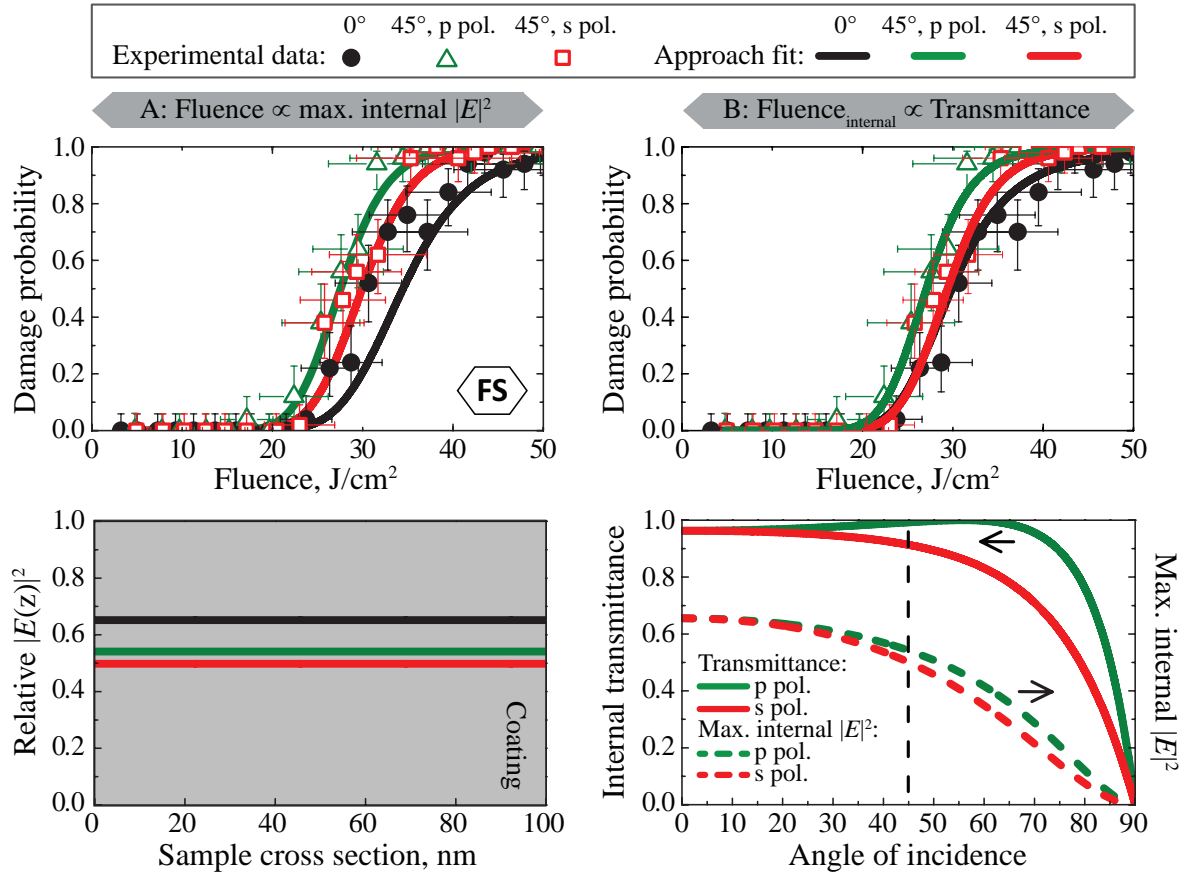 0° 45°, p pol. 45°, s pol. 0° 45°, p pol. 45°, s pol.
Experimental data: Approach fit:
A: Fluence ∝ max. internal |E|²
B: Fluence_internal ∝ Transmittance
Damage probability
1.0
0.8
0.6
0.4
0.2
0.0
FS
0 10 20 30 40 50
Fluence, J/cm²
Damage probability
1.0
0.8
0.6
0.4
0.2
0.0
0 10 20 30 40 50
Fluence, J/cm²
Relative |E(z)|²
1.0
0.8
0.6
0.4
0.2
0.0
Coating
0 20 40 60 80 100
Sample cross section, nm
Internal transmittance
1.0
0.8
0.6
0.4
0.2
0.0
Transmittance:
p pol.
s pol.
Max. internal |E|²:
p pol.
s pol.
Max. internal |E|²
0 10 20 30 40 50 60 70 80 90
Angle of incidence